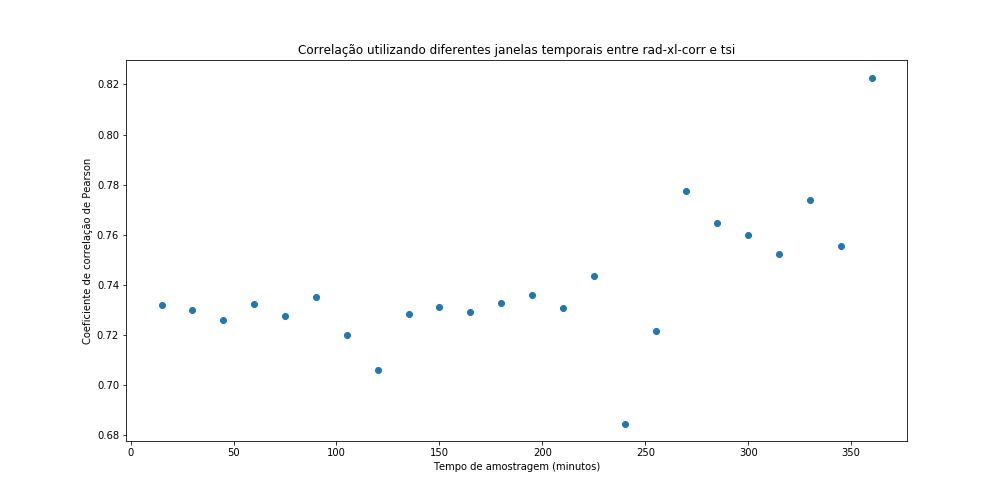 Correlação utilizando diferentes janelas temporais entre rad-xl-corr e tsi
Coeficiente de correlação de Pearson
0.82
0.80
0.78
0.76
0.74
0.72
0.70
0.68
0 50 100 150 200 250 300 350
Tempo de amostragem (minutos)